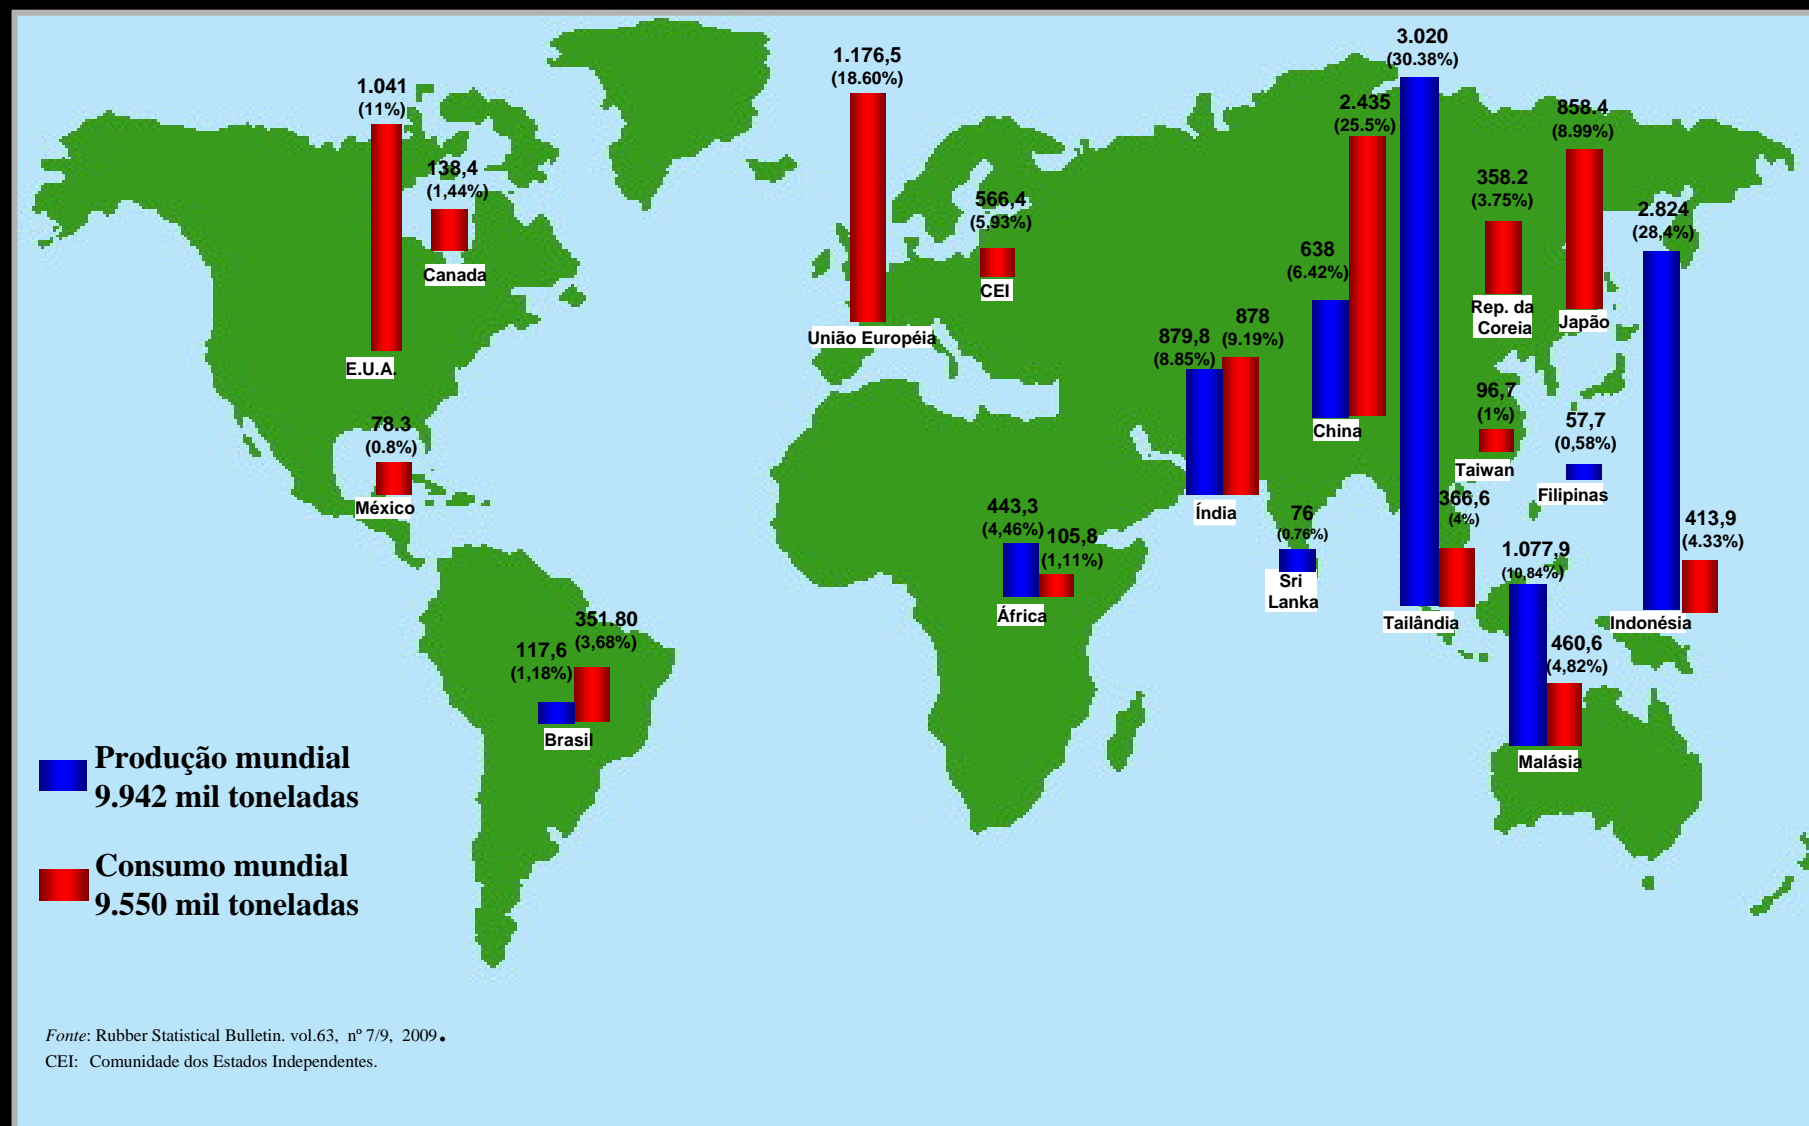 1.041
(11%)
138,4
(1,44%)
Canada
E.U.A.
78.3
(0.8%)
México
1.176,5
(18.60%)
União Européia
566,4
(5,93%)
CEI
3.020
(30.38%)
2.435
(25.5%)
638
(6.42%)
China
858.4
(8.99%)
Japão
358.2
(3.75%)
Rep. da
Coreia
2.824
(28,4%)
879,8
(8.85%)
878
(9.19%)
Índia
96,7
(1%)
Taiwan
57,7
(0,58%)
Filipinas
443,3
(4,46%)
105,8
(1,11%)
África
76
(0.76%)
Sri
Lanka
366,6
(4%)
Tailândia
1.077,9
(10,84%)
460,6
(4,82%)
Malásia
413,9
(4.33%)
Indonésia
117,6
(1,18%)
351.80
(3,68%)
Brasil
Produção mundial
9.942 mil toneladas
Consumo mundial
9.550 mil toneladas
Fonte: Rubber Statistical Bulletin. vol.63, nº 7/9, 2009.
CEI: Comunidade dos Estados Independentes.